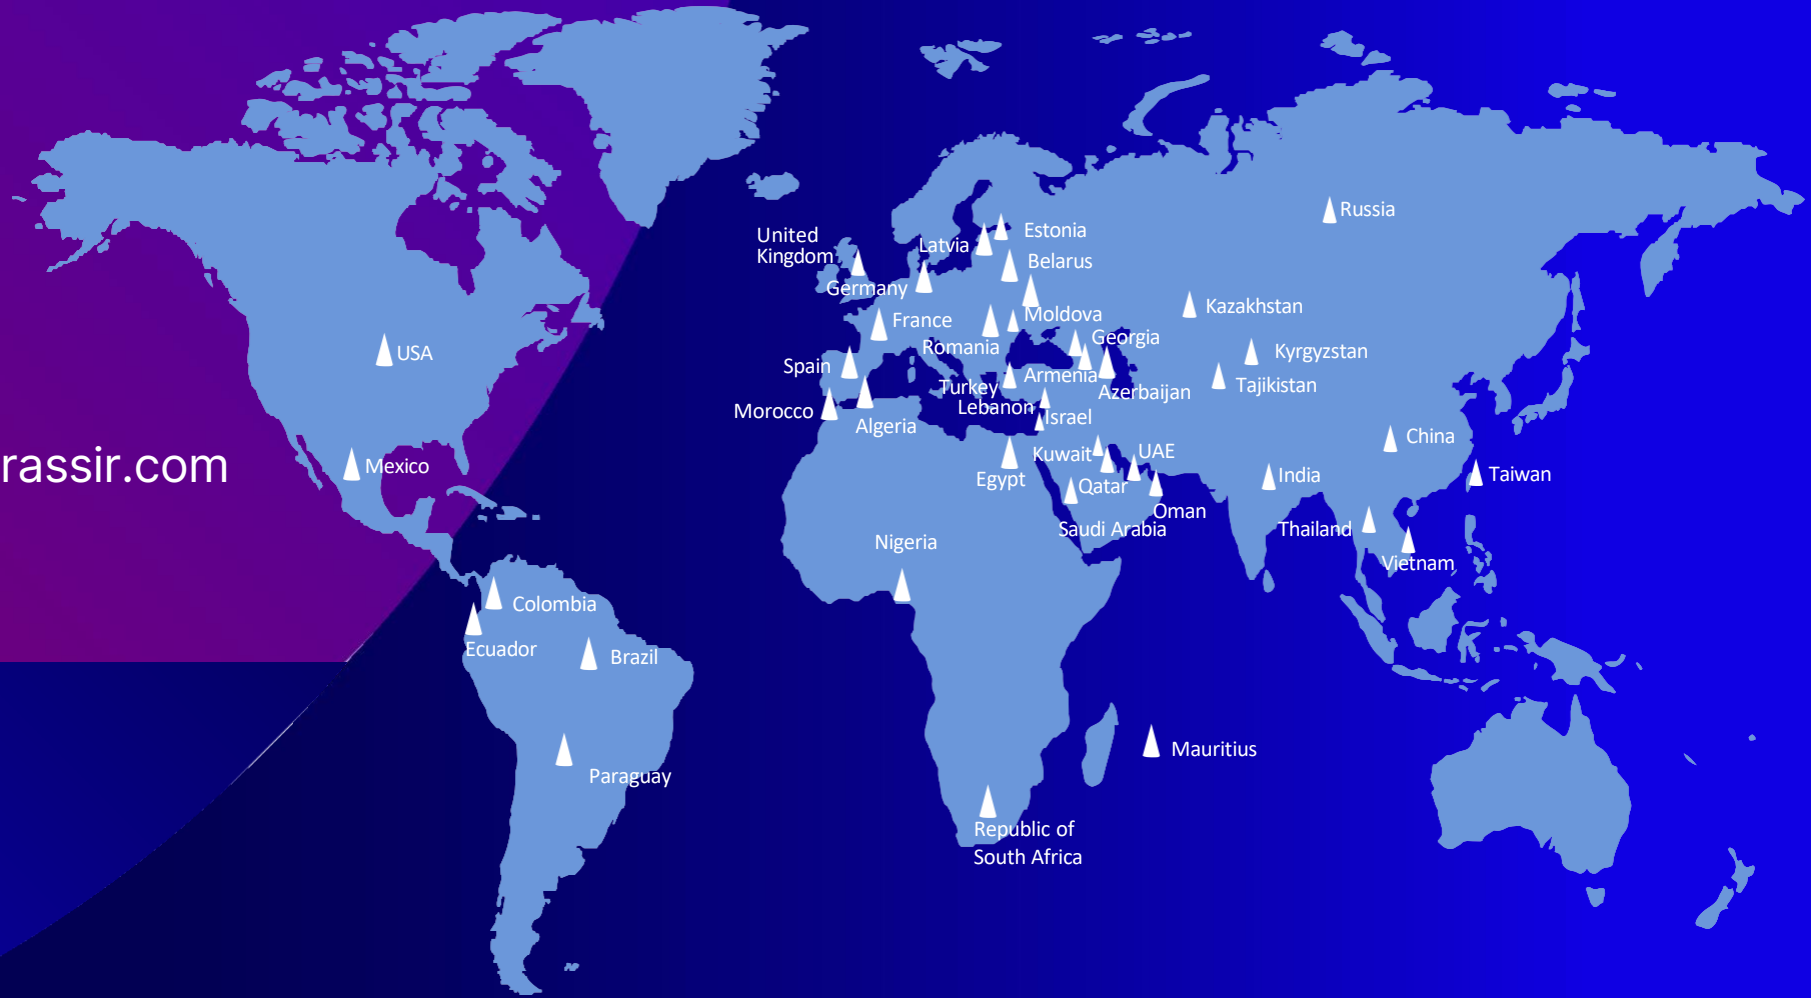 United
Kingdom
Latvia
Estonia
Belarus
Russia
Germany
France
Moldova
Kazakhstan
Romania
Georgia
Kyrgyzstan
USA
Spain
Turkey
Armenia
Azerbaijan
Tajikistan
Morocco
Lebanon
Algeria
Israel
China
rassir.com
Mexico
Egypt
Kuwait
UAE
Qatar
India
Taiwan
Oman
Saudi Arabia
Thailand
Nigeria
Vietnam
Colombia
Ecuador
Brazil
Mauritius
Paraguay
Republic of
South Africa